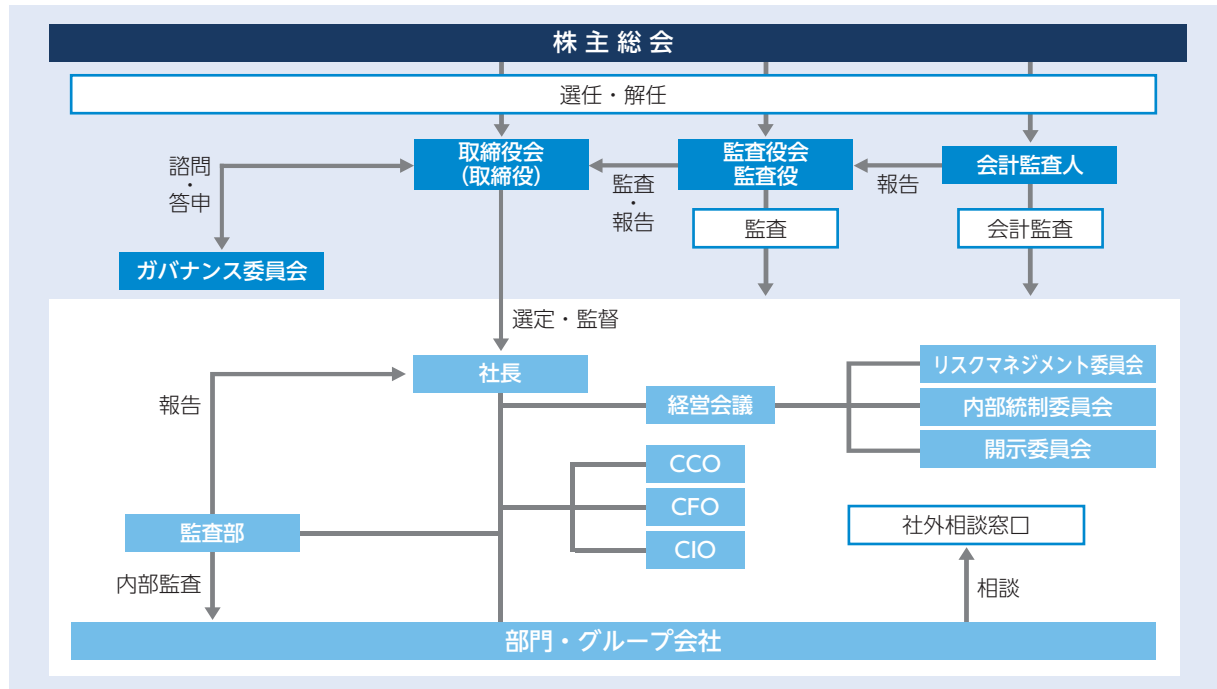 株主総会
選任・解任
諮問
・
答申
取締役会
(取締役)
監査
・
報告
監査役会
監査役
報告
会計監査人
監査
会計監査
ガバナンス委員会
選定・監督
社長
報告
経営会議
リスクマネジメント委員会
内部統制委員会
開示委員会
CCO
CFO
CIO
監査部
社外相談窓口
内部監査
相談
部門・グループ会社